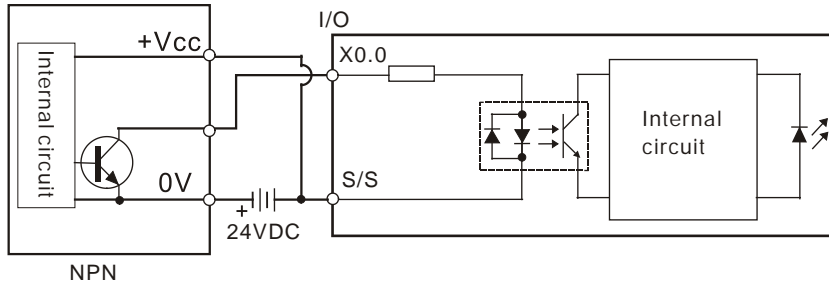 I/O
+Vcc
X0.0
Internal circuit
Internal
circuit
0V
S/S
+
24VDC
NPN